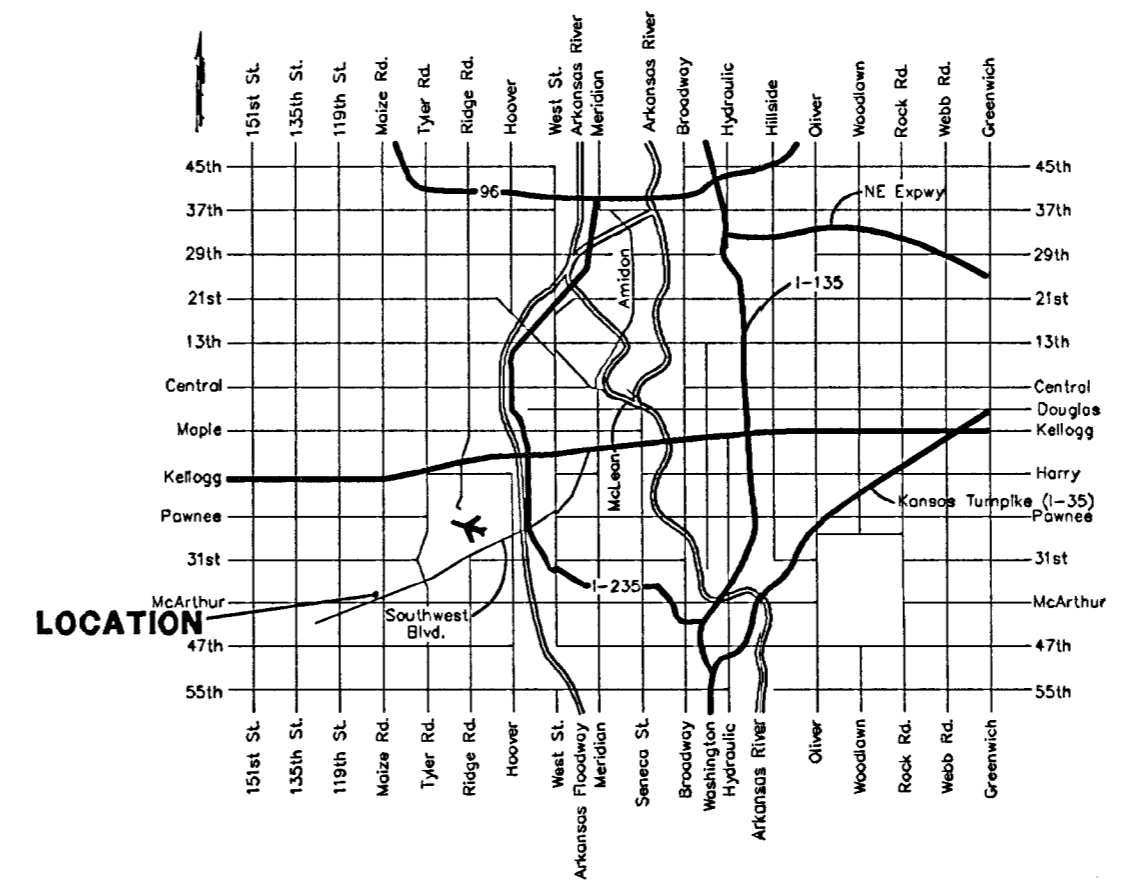 151st St.
135th St.
119th St.
Maize Rd.
Tyler Rd.
Ridge Rd.
Hoover
West St.
Arkansas River
Meridian
Arkansas River
Broadway
Hydraulic
Hillside
Oliver
Woodlawn
Rock Rd.
Webb Rd.
Greenwich
45th
45th
96
NE Expwy
37th
37th
29th
29th
Amidon
I-135
21st
21st
13th
13th
Central
Central
Douglas
Maple
Kellogg
McLean
Kellogg
Harry
Kansas Turnpike (I-35)
Pawnee
Pawnee
31st
31st
I-235
McArthur
McArthur
LOCATION
Southwest
Blvd.
47th
47th
55th
55th
151st St.
135th St.
119th St.
Maize Rd.
Tyler Rd.
Ridge Rd.
Hoover
West St.
Arkansas Floodway
Meridian
Seneca St.
Broadway
Washington
Hydraulic
Arkansas River
Oliver
Woodlawn
Rock Rd.
Webb Rd.
Greenwich